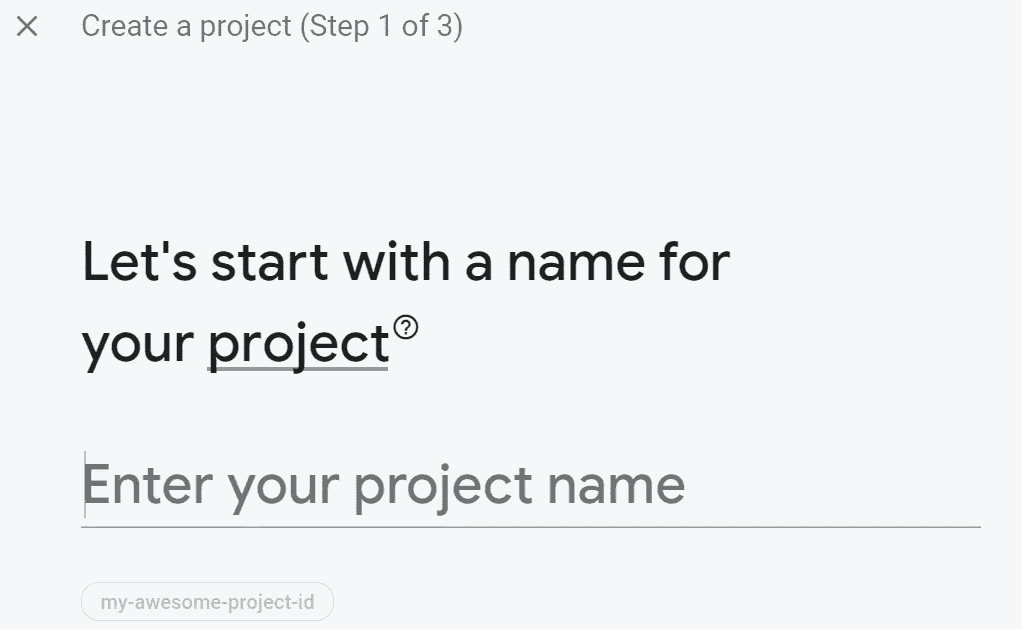 Create a project (Step 1 of 3)
Let's start with a name for
your project
Enter your project name
my-awesome-project-id